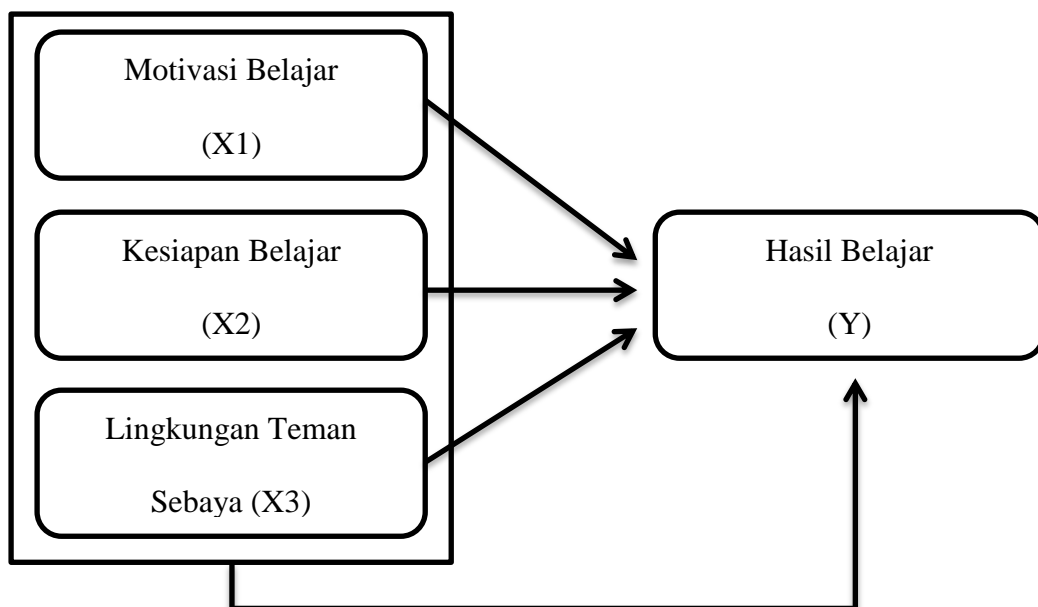 Motivasi Belajar
(X1)
Kesiapan Belajar
(X2)
Lingkungan Teman
Sebaya (X3)
Hasil Belajar
(Y)